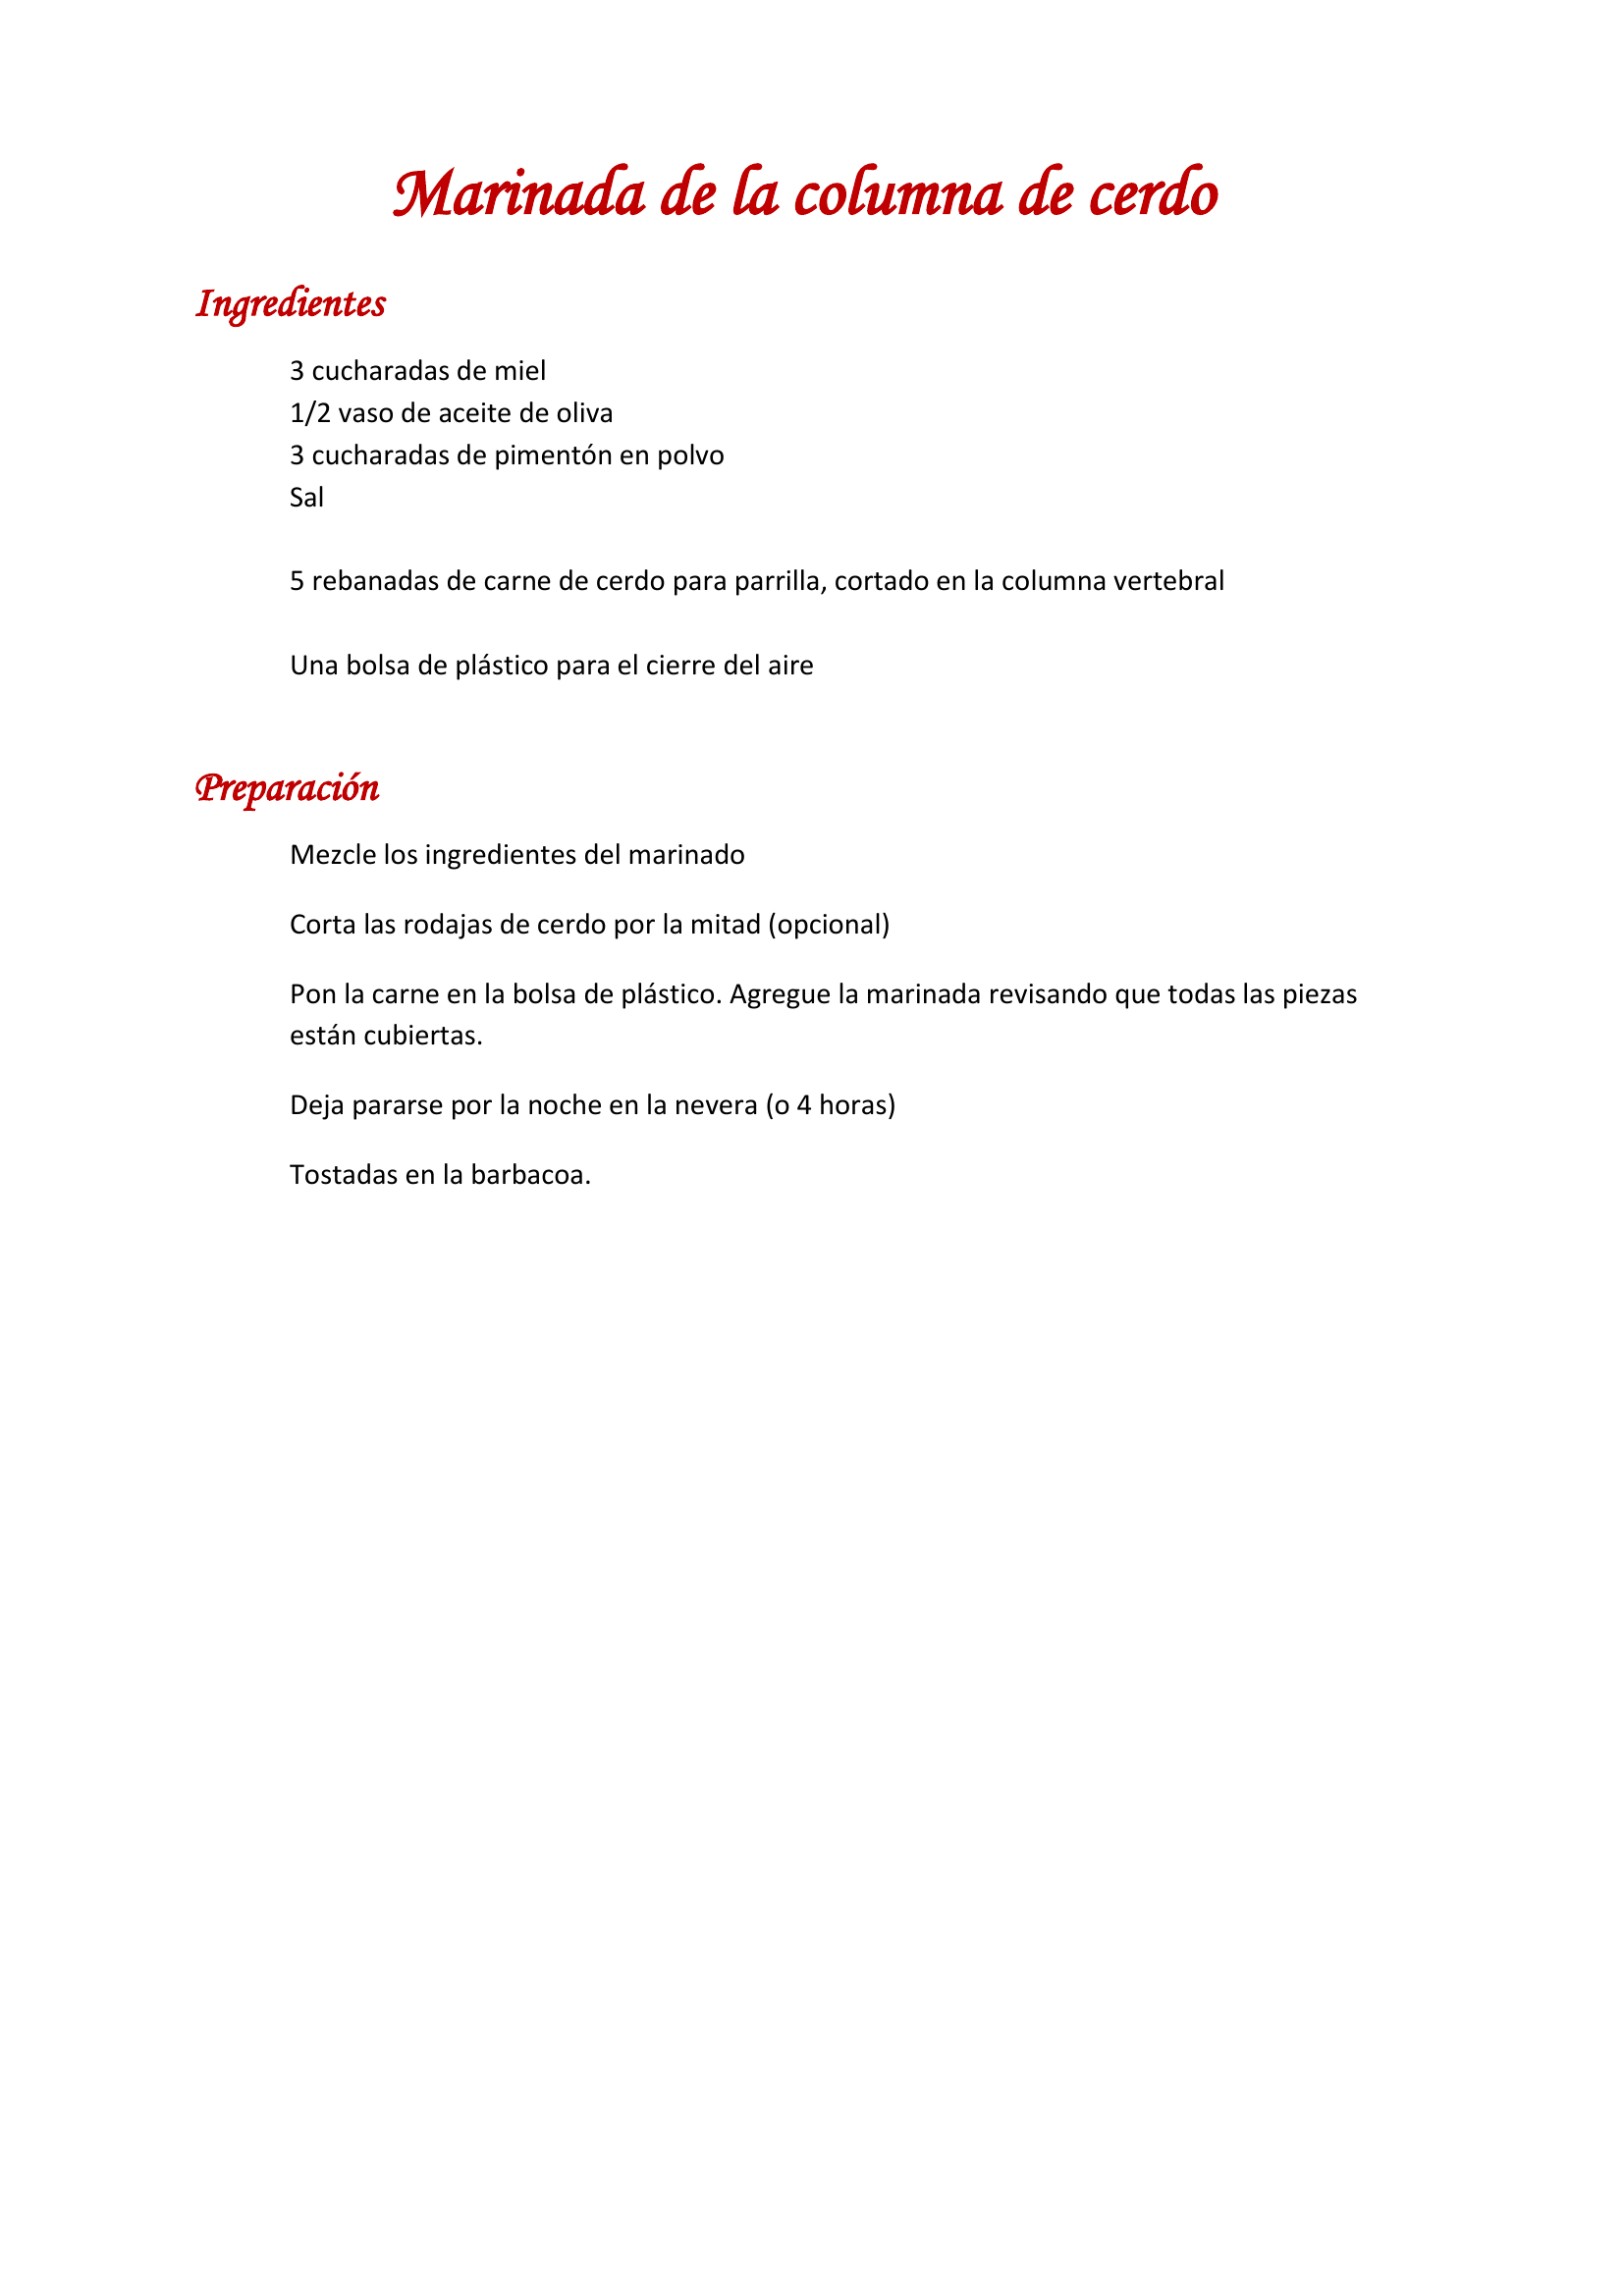 Marinada de la columna de cerdo
Ingredientes
3 cucharadas de miel
1/2 vaso de aceite de oliva
3 cucharadas de pimentón en polvo
Sal
5 rebanadas de carne de cerdo para parrilla, cortado en la columna vertebral
Una bolsa de plástico para el cierre del aire
Preparación
Mezcle los ingredientes del marinado
Corta las rodajas de cerdo por la mitad (opcional)
Pon la carne en la bolsa de plástico. Agregue la marinada revisando que todas las piezas
están cubiertas.
Deja pararse por la noche en la nevera (o 4 horas)
Tostadas en la barbacoa.